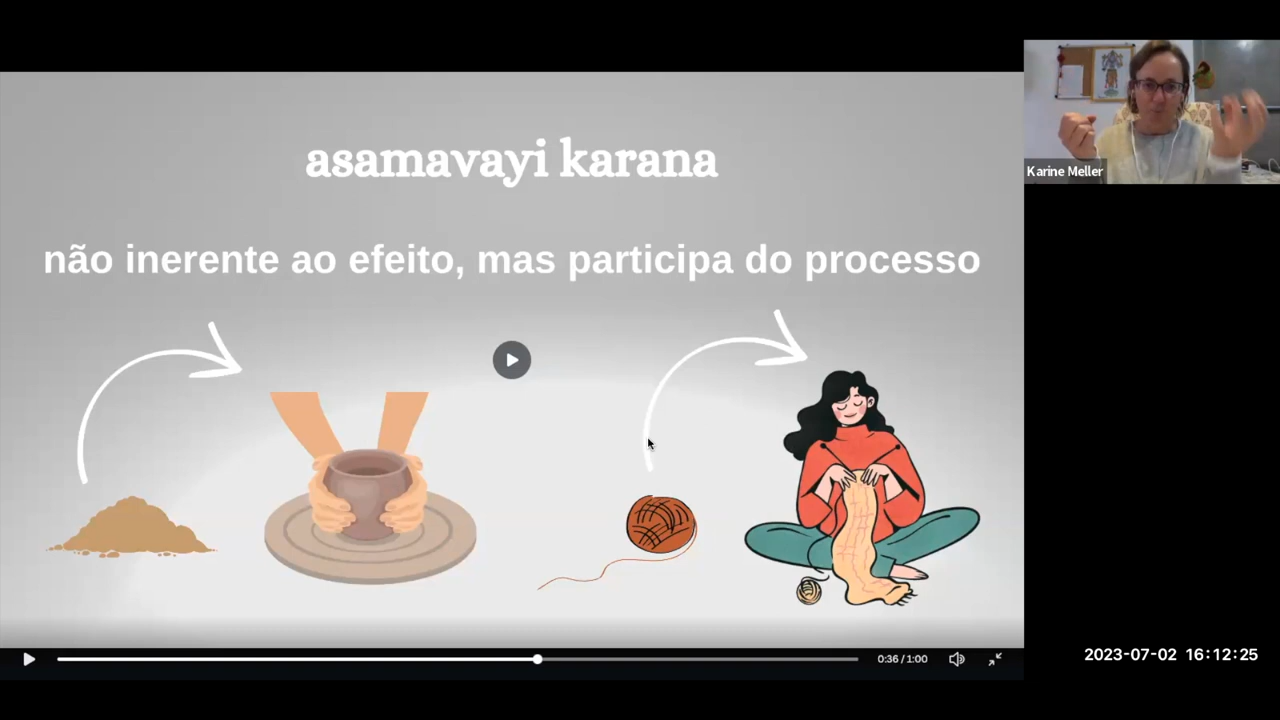 asamavayi karana
não inerente ao efeito, mas participa do processo
Karine Meller
0:36 / 1:00
2023-07-02 16:12:25